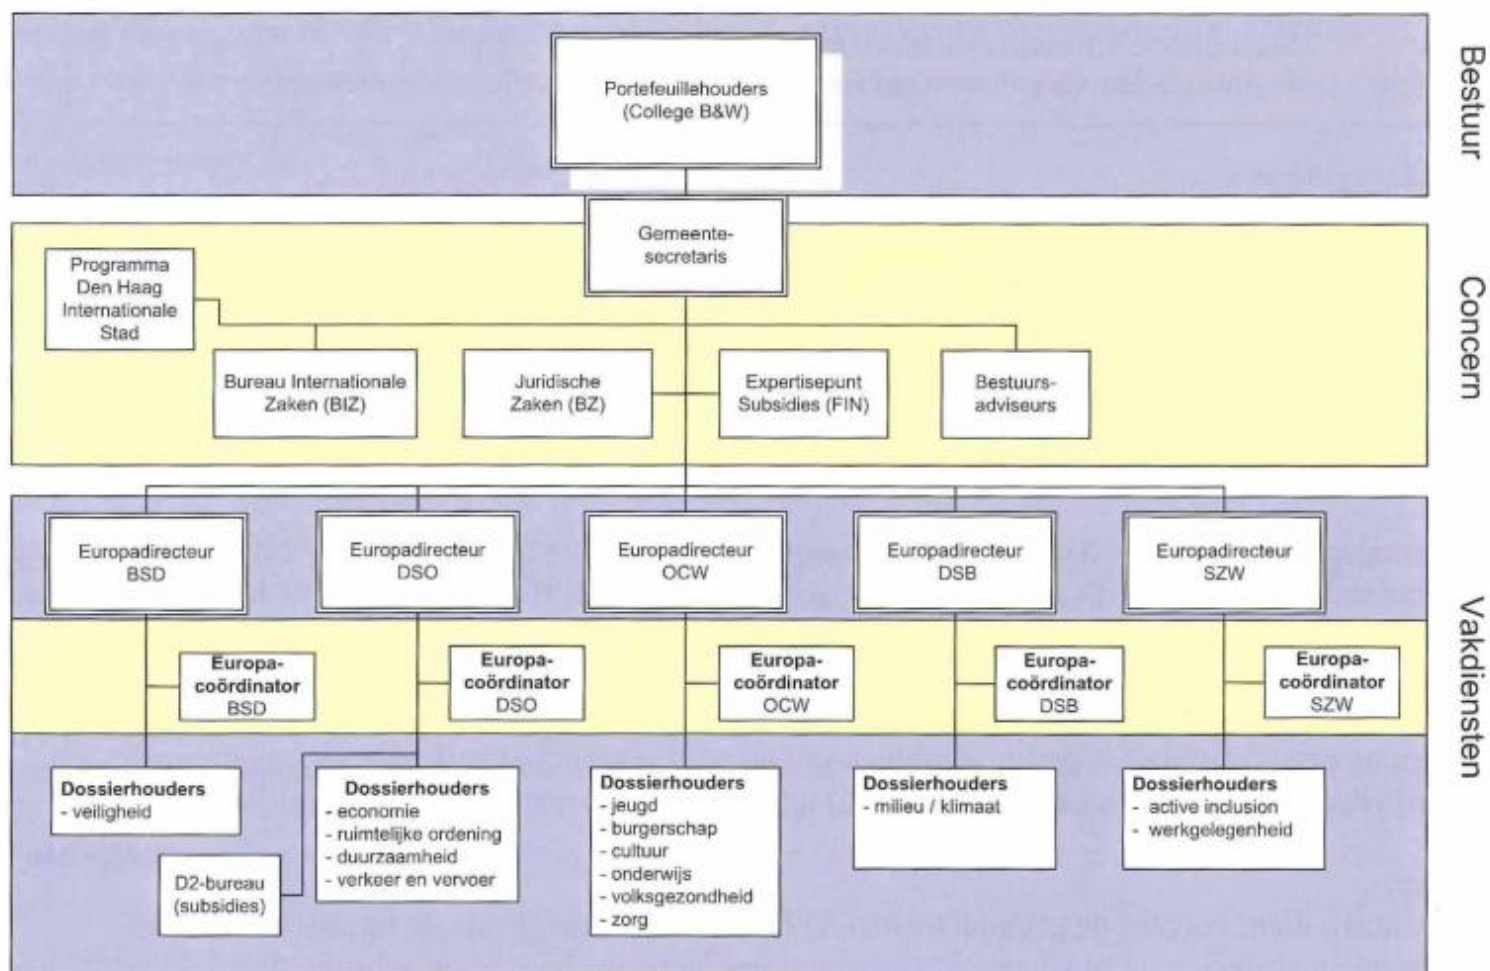 Portefeuillehouders
(College B&W)
Bestuur
Gemeente-
secretaris
Programma
Den Haag
Internationale
Stad
Bureau Internationale
Zaken (BIZ)
Juridische
Zaken (BZ)
Expertisepunt
Subsidies (FIN)
Bestuurs-
adviseurs
Concern
Europadirecteur
BSD
Europadirecteur
DSO
Europadirecteur
OCW
Europadirecteur
DSB
Europadirecteur
SZW
Europa-
coördinator
BSD
Europa-
coördinator
DSO
Europa-
coördinator
OCW
Europa-
coördinator
DSB
Europa-
coördinator
SZW
Vakdiensten
Dossierhouders
- veiligheid
D2-bureau
(subsidies)
Dossierhouders
- economie
- ruimtelijke ordening
- duurzaamheid
- verkeer en vervoer
Dossierhouders
- jeugd
- burgerschap
- cultuur
- onderwijs
- volksgezondheid
- zorg
Dossierhouders
- milieu / klimaat
Dossierhouders
- active inclusion
- werkgelegenheid